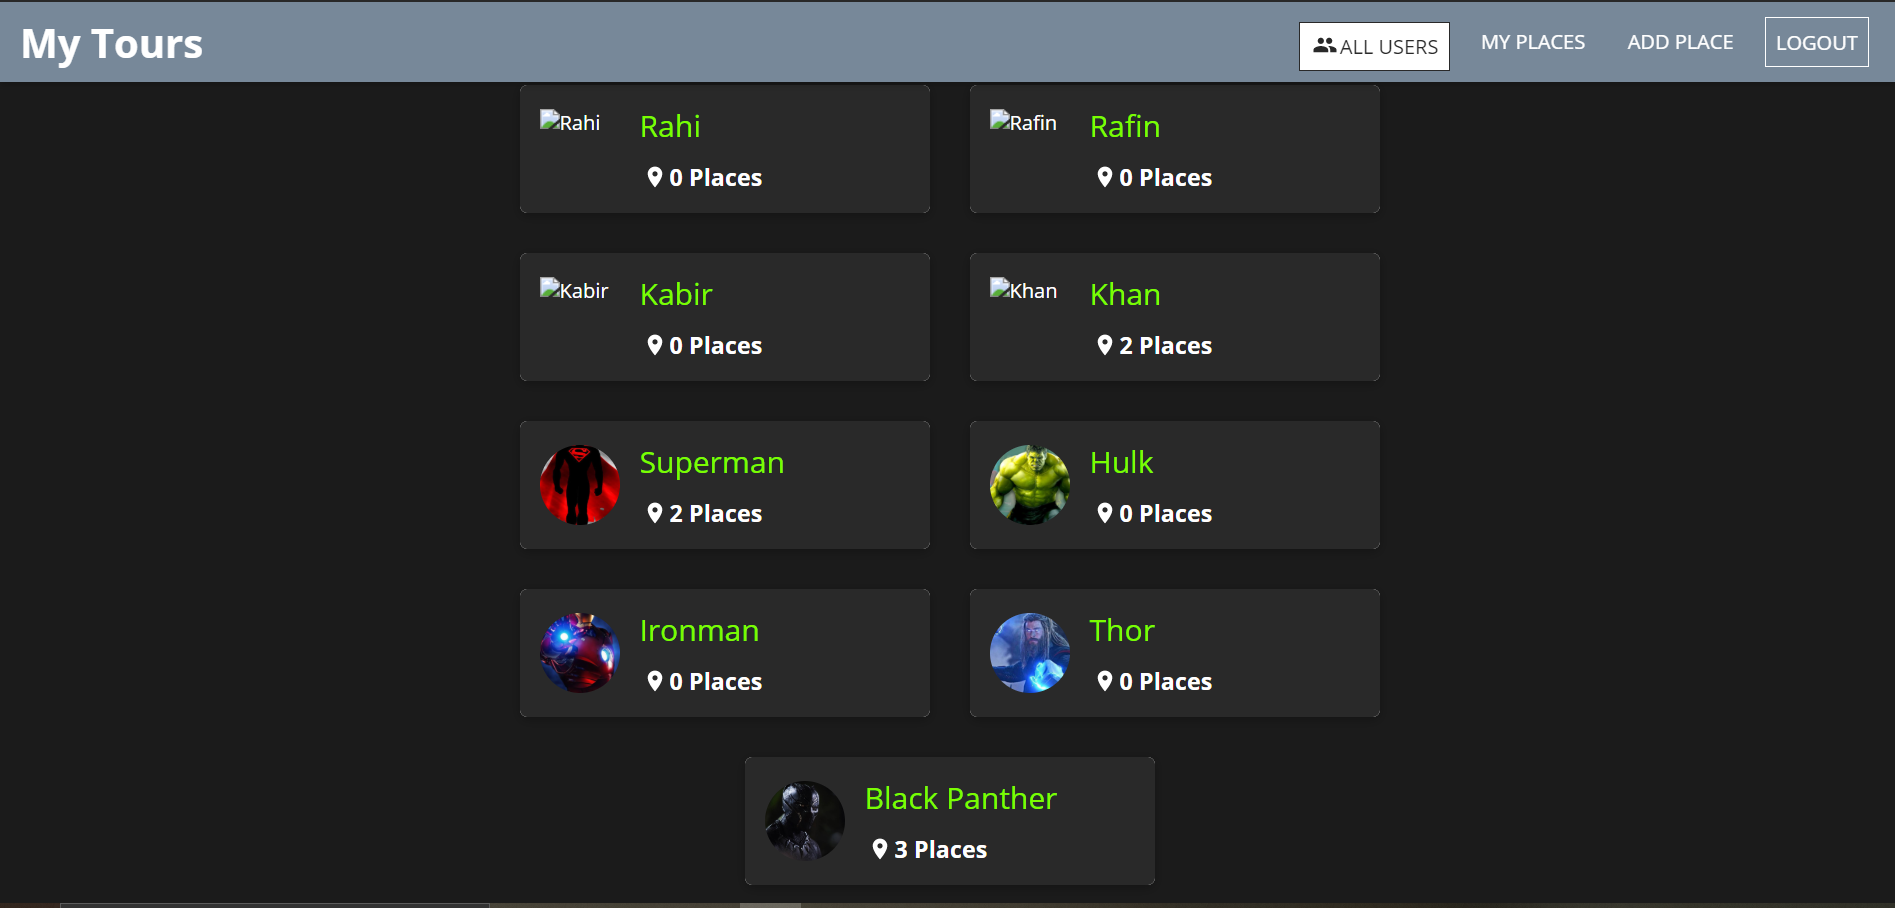 My Tours
ALL USERS
MY PLACES
ADD PLACE
LOGOUT
Rahi
Rahi
0 Places
Rafin
Rafin
0 Places
Kabir
Kabir
0 Places
Khan
Khan
2 Places
Superman
2 Places
Hulk
0 Places
Ironman
0 Places
Thor
0 Places
Black Panther
3 Places